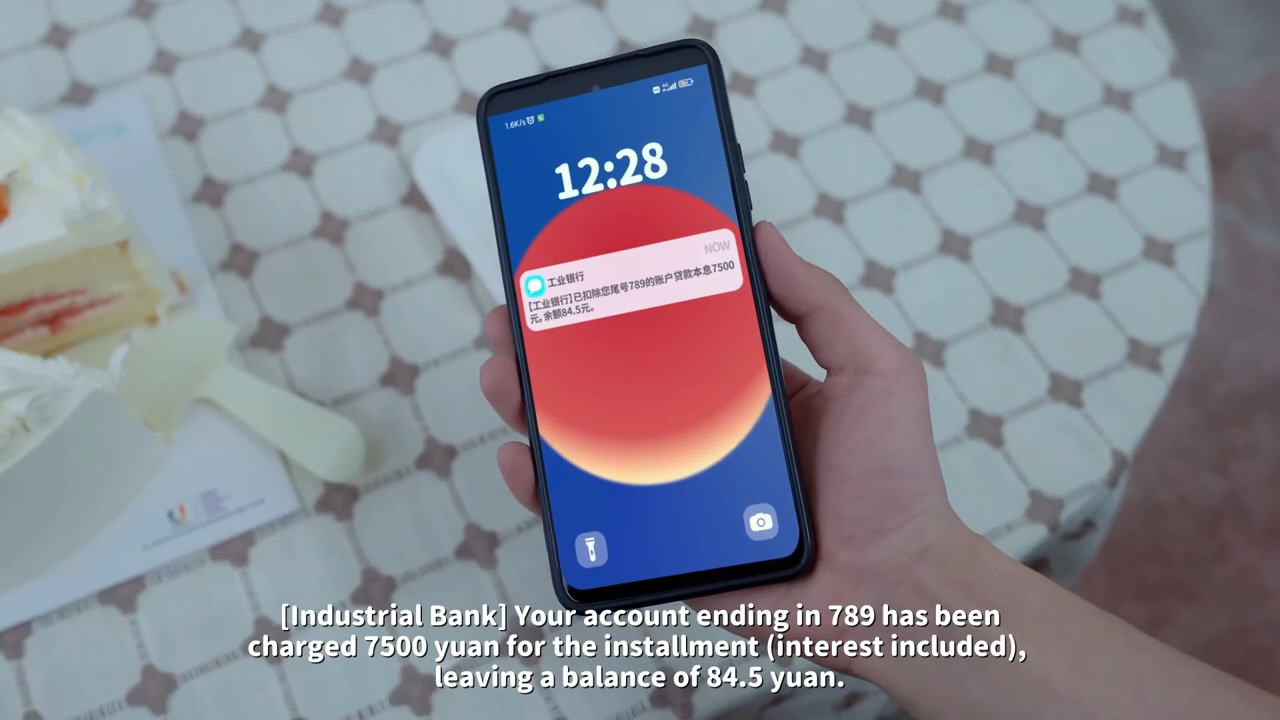 1.6K/s
12:28
NOW
工业银行
[工业银行]已扣除您尾号789的账户贷款本息7500
元, 余额84.5元。
[Industrial Bank] Your account ending in 789 has been
charged 7500 yuan for the installment (interest included),
leaving a balance of 84.5 yuan.